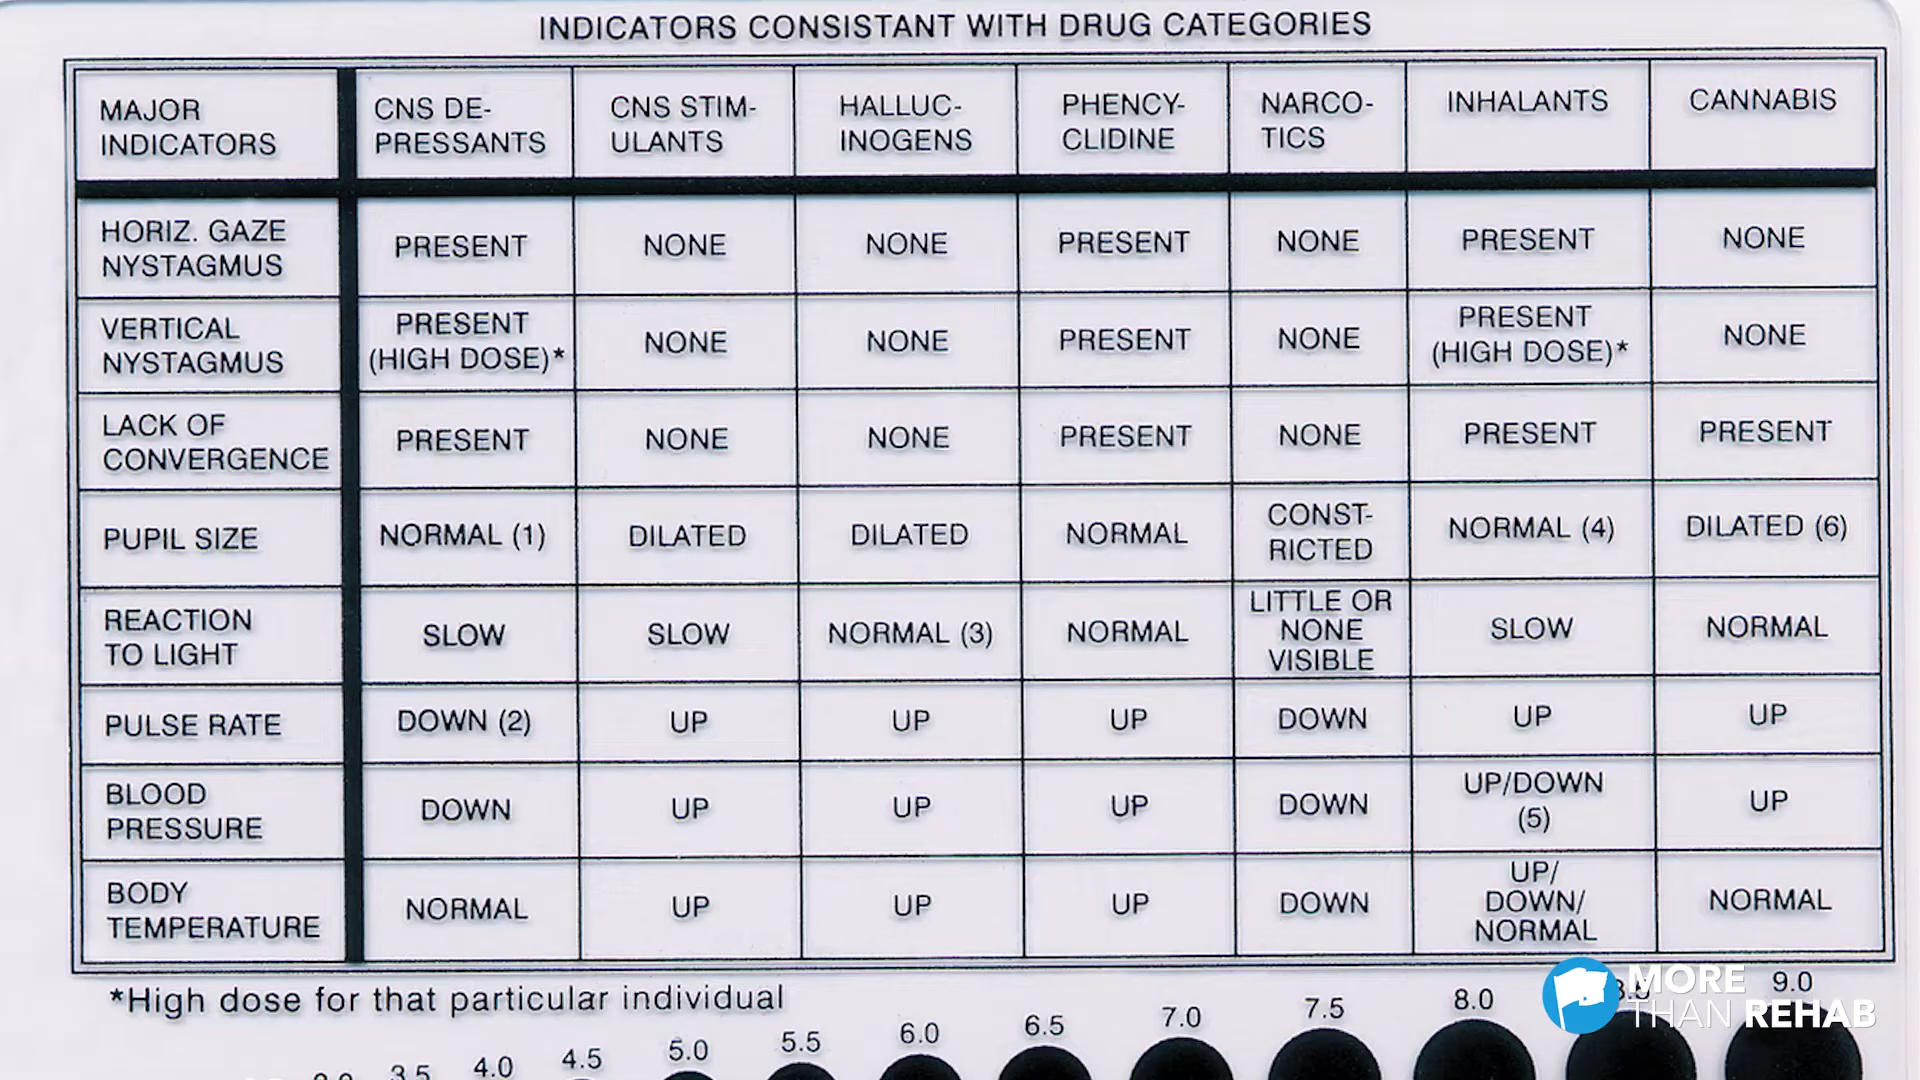 INDICATORS CONSISTANT WITH DRUG CATEGORIES
MAJOR INDICATORS CNS DE-PRESSANTS CNS STIM-ULANTS HALLUC-INOGENS PHENCY-CLIDINE NARCO-TICS INHALANTS CANNABIS
HORIZ. GAZE NYSTAGMUS PRESENT NONE NONE PRESENT NONE PRESENT NONE
VERTICAL NYSTAGMUS PRESENT (HIGH DOSE)* NONE NONE PRESENT NONE PRESENT (HIGH DOSE)* NONE
LACK OF CONVERGENCE PRESENT NONE NONE PRESENT NONE PRESENT PRESENT
PUPIL SIZE NORMAL (1) DILATED DILATED NORMAL CONST-RICTED NORMAL (4) DILATED (6)
REACTION TO LIGHT SLOW SLOW NORMAL (3) NORMAL LITTLE OR NONE VISIBLE SLOW NORMAL
PULSE RATE DOWN (2) UP UP UP DOWN UP UP
BLOOD PRESSURE DOWN UP UP UP DOWN UP/DOWN (5) UP
BODY TEMPERATURE NORMAL UP UP UP DOWN UP/ DOWN/ NORMAL NORMAL
*High dose for that particular individual
3.5 4.0 4.5 5.0 5.5 6.0 6.5 7.0 7.5 8.0 9.0
MORE
THAN REHAB